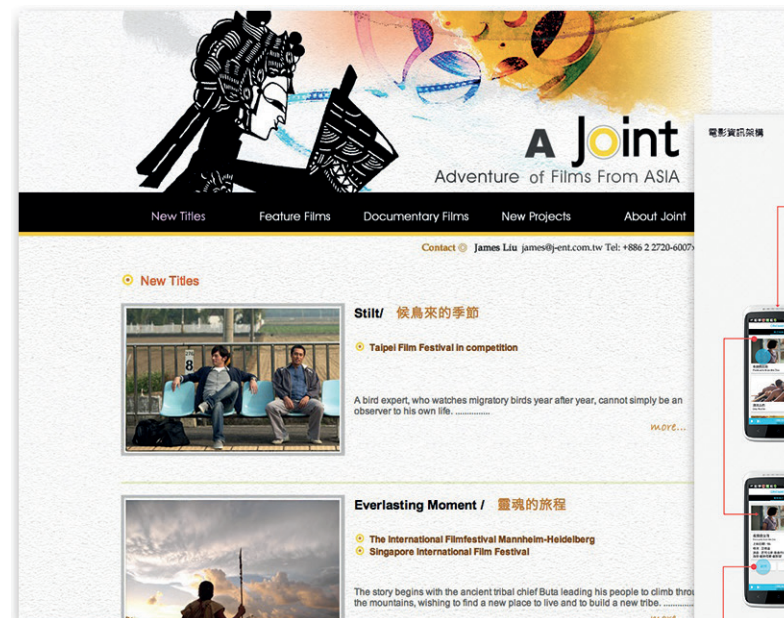 A Joint
Adventure of Films From ASIA
New Titles Feature Films Documentary Films New Projects About Joint
Contact James Liu james@j-ent.com.tw Tel: +886 2 2720-6007
New Titles
Stilt/ 候鳥來的季節
Taipei Film Festival in competition
A bird expert, who watches migratory birds year after year, cannot simply be an
observer to his own life. ...............
more...
Everlasting Moment / 靈魂的旅程
The International Filmfestival Mannheim-Heidelberg
Singapore International Film Festival
The story begins with the ancient tribal chief Buta leading his people to climb
the mountains, wishing to find a new place to live and to build a new tribe. ............
電影資訊架構
8